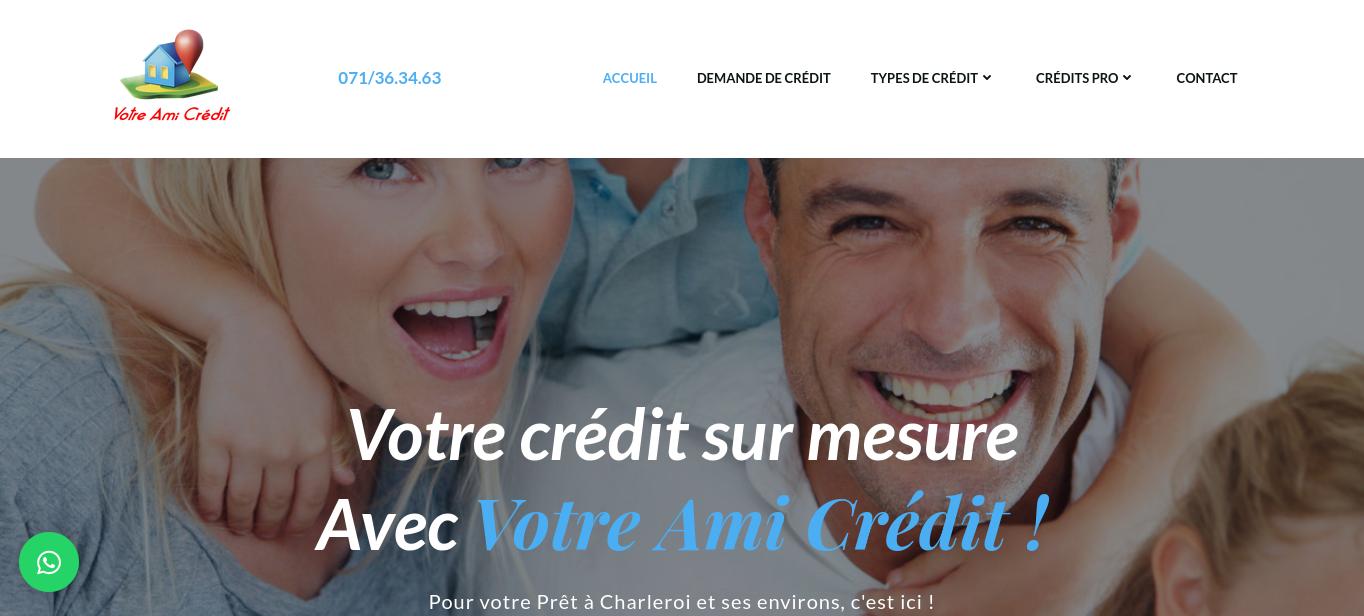 Votre Ami Crédit
071/36.34.63
ACCUEIL
DEMANDE DE CRÉDIT
TYPES DE CRÉDIT
CRÉDITS PRO
CONTACT
Votre crédit sur mesure
Avec Votre Ami Crédit !
Pour votre Prêt à Charleroi et ses environs, c'est ici !